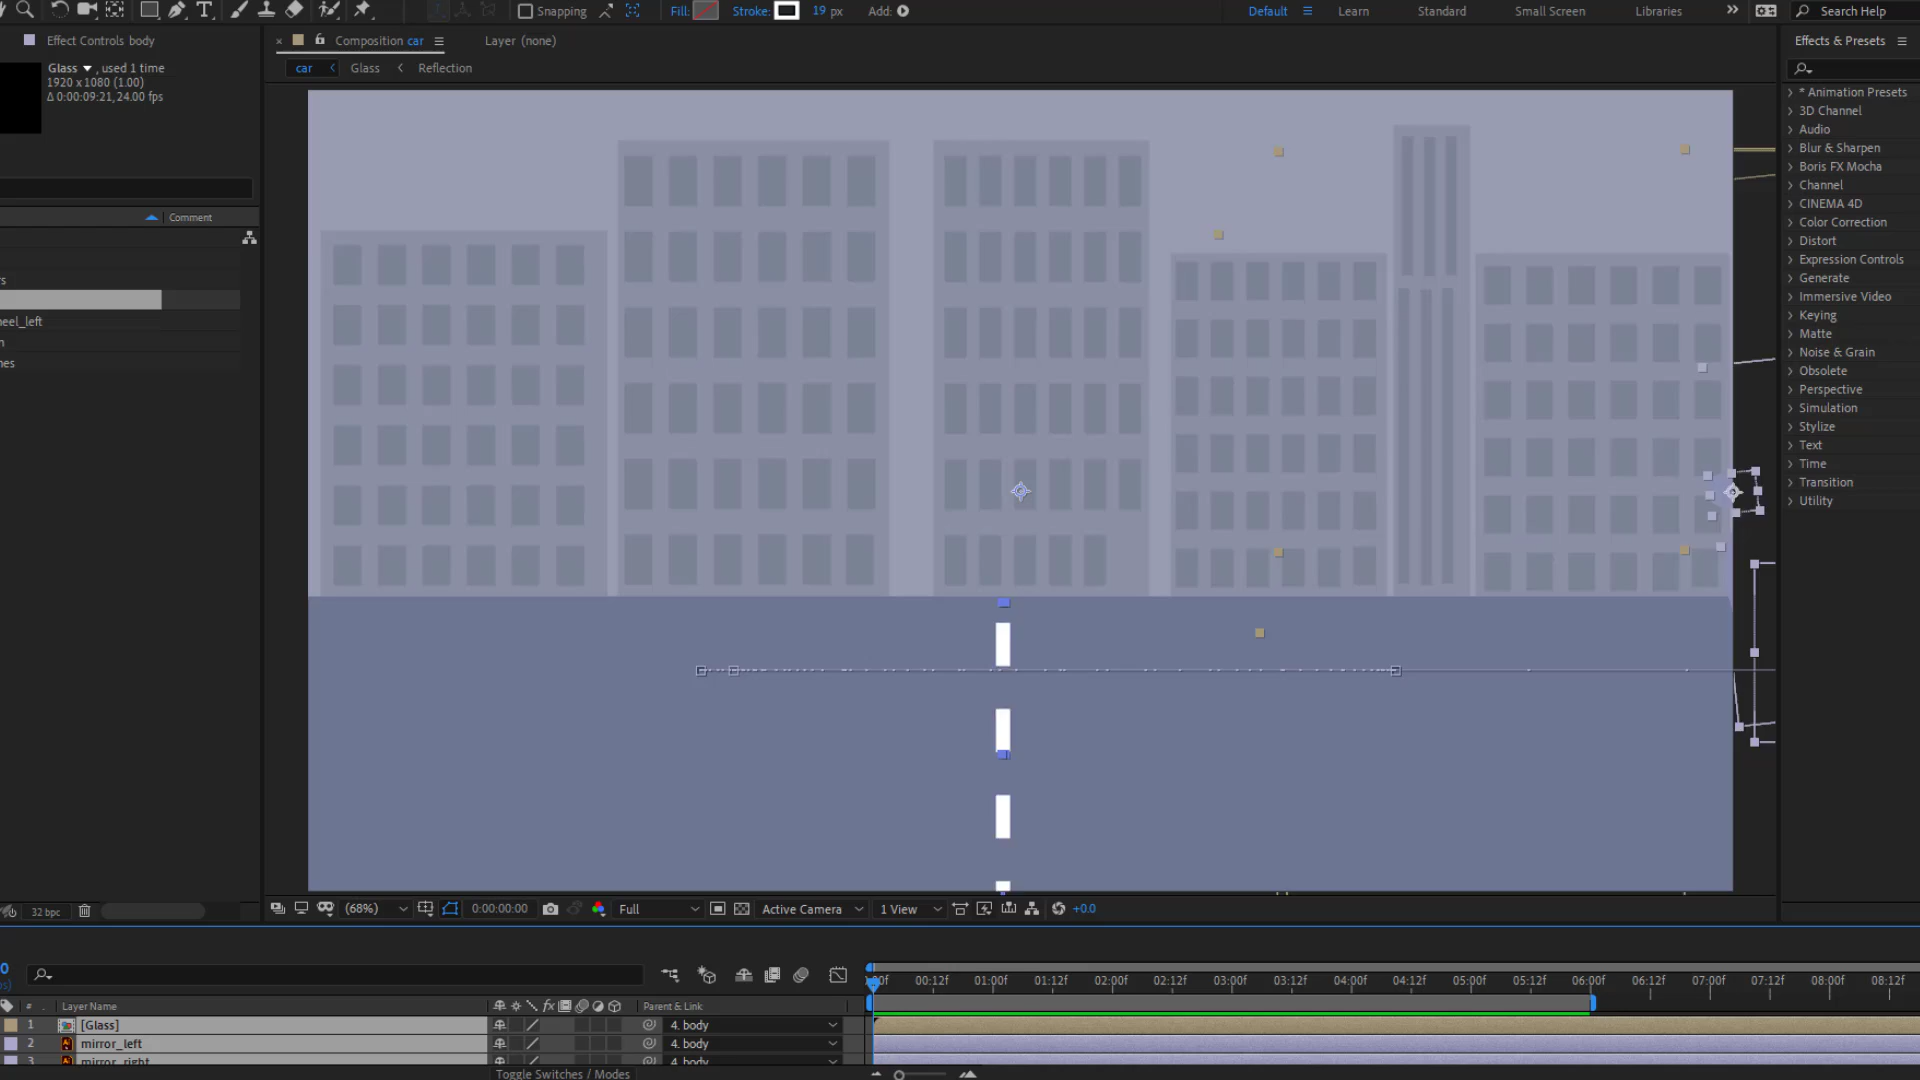 Snapping
Fill:
Stroke:
19 px
Add:
Default
Learn
Standard
Small Screen
Libraries
Search Help
Effect Controls body
Composition car
Layer (none)
Effects & Presets
Glass , used 1 time
1920 x 1080 (1.00)
Δ 0:00:09:21, 24.00 fps
car
Glass
Reflection
* Animation Presets
3D Channel
Audio
Blur & Sharpen
Boris FX Mocha
Channel
CINEMA 4D
Color Correction
Distort
Expression Controls
Generate
Immersive Video
Keying
Matte
Noise & Grain
Obsolete
Perspective
Simulation
Stylize
Text
Time
Transition
Utility
Comment
rs
eel_left
n
nes
32 bpc
(68%)
0:00:00:00
Full
Active Camera
1 View
+0.0
00:12f
01:00f
01:12f
02:00f
02:12f
03:00f
03:12f
04:00f
04:12f
05:00f
05:12f
06:00f
06:12f
07:00f
07:12f
08:00f
08:12f
# Layer Name
fx
Parent & Link
1 [Glass] 4. body
2 mirror_left 4. body
3 mirror_right 4. body
Toggle Switches / Modes